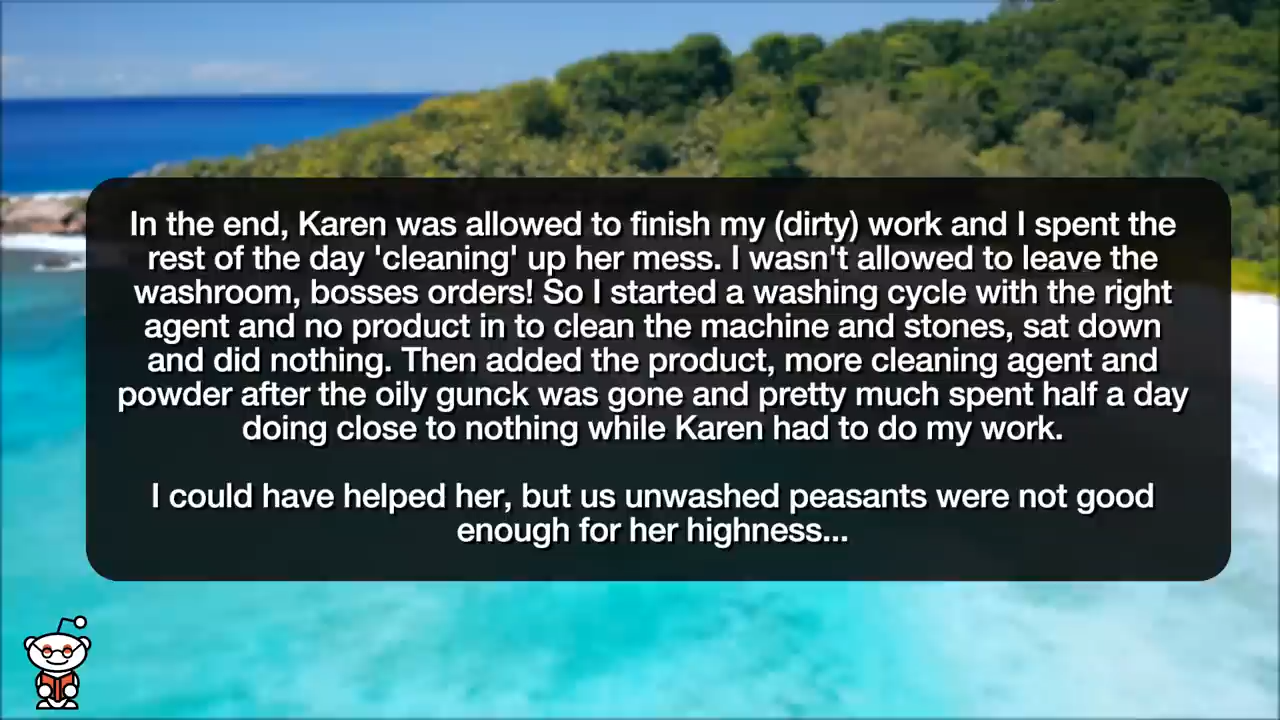 In the end, Karen was allowed to finish my (dirty) work and I spent the
rest of the day 'cleaning' up her mess. I wasn't allowed to leave the
washroom, bosses orders! So I started a washing cycle with the right
agent and no product in to clean the machine and stones, sat down
and did nothing. Then added the product, more cleaning agent and
powder after the oily gunck was gone and pretty much spent half a day
doing close to nothing while Karen had to do my work.
I could have helped her, but us unwashed peasants were not good
enough for her highness...